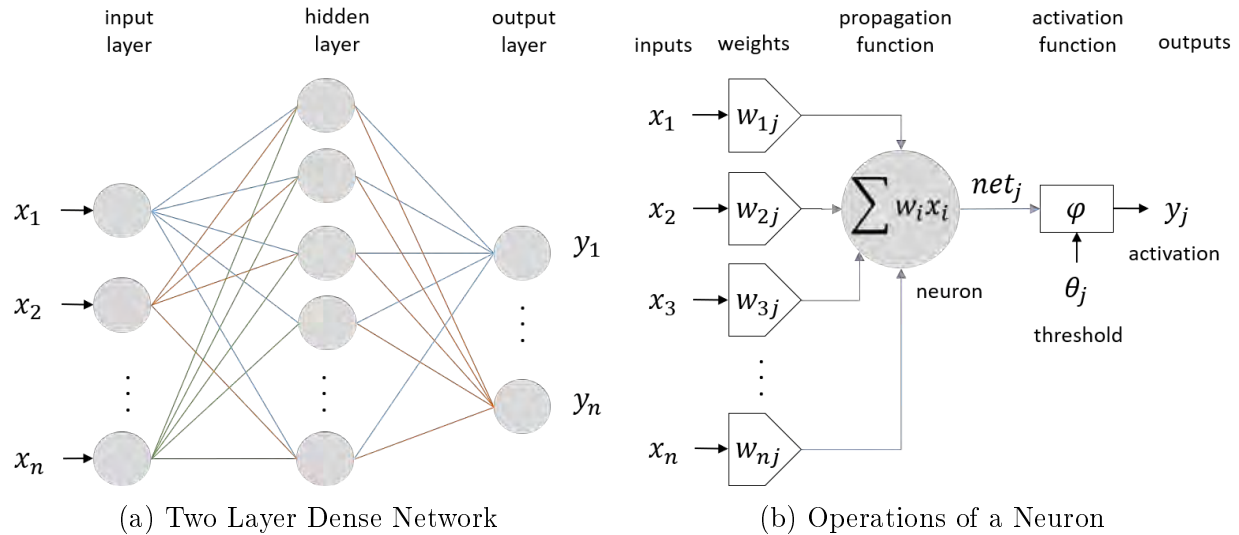 input
layer
hidden
layer
output
layer
x₁
x₂
⋮
xₙ
⋮
y₁
⋮
yₙ
(a) Two Layer Dense Network
inputs
weights
propagation
function
activation
function
outputs
x₁
w₁ⱼ
x₂
w₂ⱼ
x₃
w₃ⱼ
⋮
xₙ
wₙⱼ
∑ wᵢxᵢ
neuron
netⱼ
φ
θⱼ
threshold
yⱼ
activation
(b) Operations of a Neuron